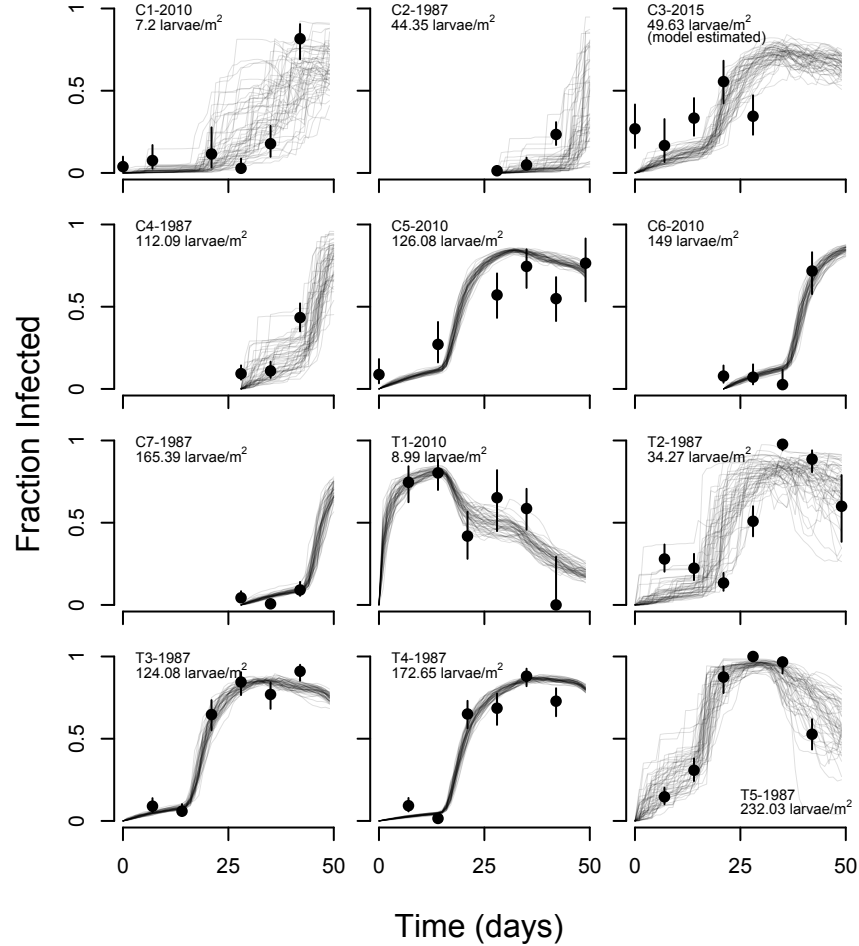 Fraction Infected
C1-2010
7.2 larvae/m²
C2-1987
44.35 larvae/m²
C3-2015
49.63 larvae/m²
(model estimated)
0
0.5
1
C4-1987
112.09 larvae/m²
C5-2010
126.08 larvae/m²
C6-2010
149 larvae/m²
0
0.5
1
C7-1987
165.39 larvae/m²
T1-2010
8.99 larvae/m²
T2-1987
34.27 larvae/m²
0
0.5
1
T3-1987
124.08 larvae/m²
T4-1987
172.65 larvae/m²
T5-1987
232.03 larvae/m²
0
0.5
1
0 25 50
0 25 50
0 25 50
Time (days)